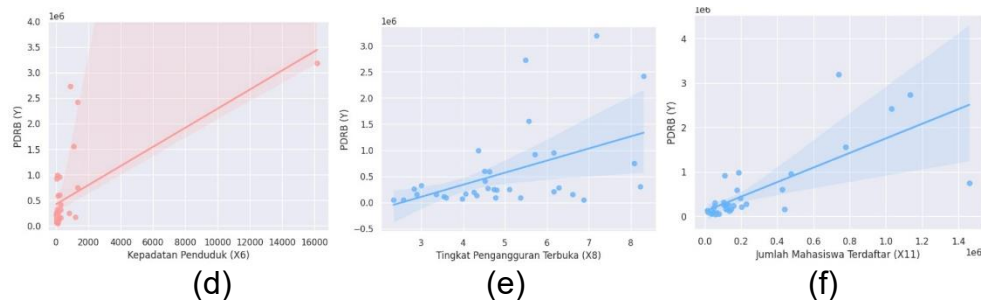 1e6
4.0
3.5
3.0
2.5
2.0
1.5
1.0
0.5
0.0
PDRB (Y)
0 2000 4000 6000 8000 10000 12000 14000 16000
Kepadatan Penduduk (X6)
(d)
1e6
3.0
2.5
2.0
1.5
1.0
0.5
0.0
−0.5
PDRB (Y)
3 4 5 6 7 8
Tingkat Pengangguran Terbuka (X8)
(e)
1e6
4
3
2
1
0
PDRB (Y)
0.0 0.2 0.4 0.6 0.8 1.0 1.2 1.4
1e6
Jumlah Mahasiswa Terdaftar (X11)
(f)